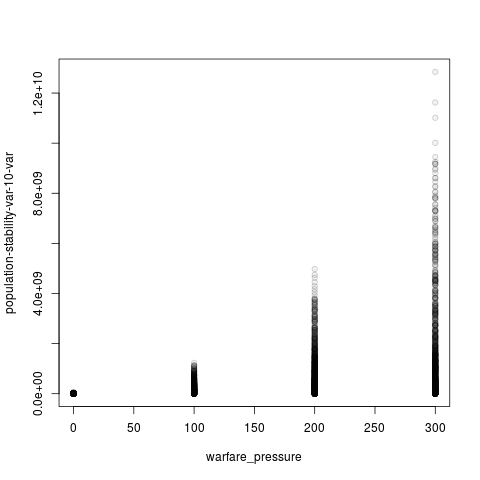 1.2e+10
8.0e+09
4.0e+09
0.0e+00
population-stability-var-10-var
0 50 100 150 200 250 300
warfare_pressure